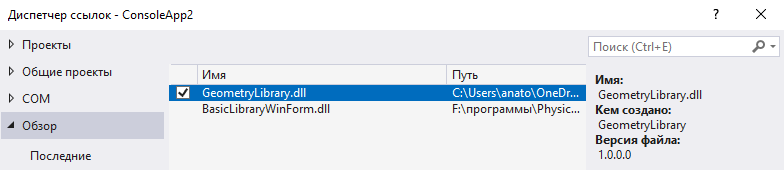 Диспетчер ссылок - ConsoleApp2
? ×
Проекты
Общие проекты
COM
Обзор
Последние
Имя Путь
GeometryLibrary.dll C:\Users\anato\OneDr...
BasicLibraryWinForm.dll F:\программы\Physic...
Поиск (Ctrl+E)
Имя:
GeometryLibrary.dll
Кем создано:
GeometryLibrary
Версия файла:
1.0.0.0